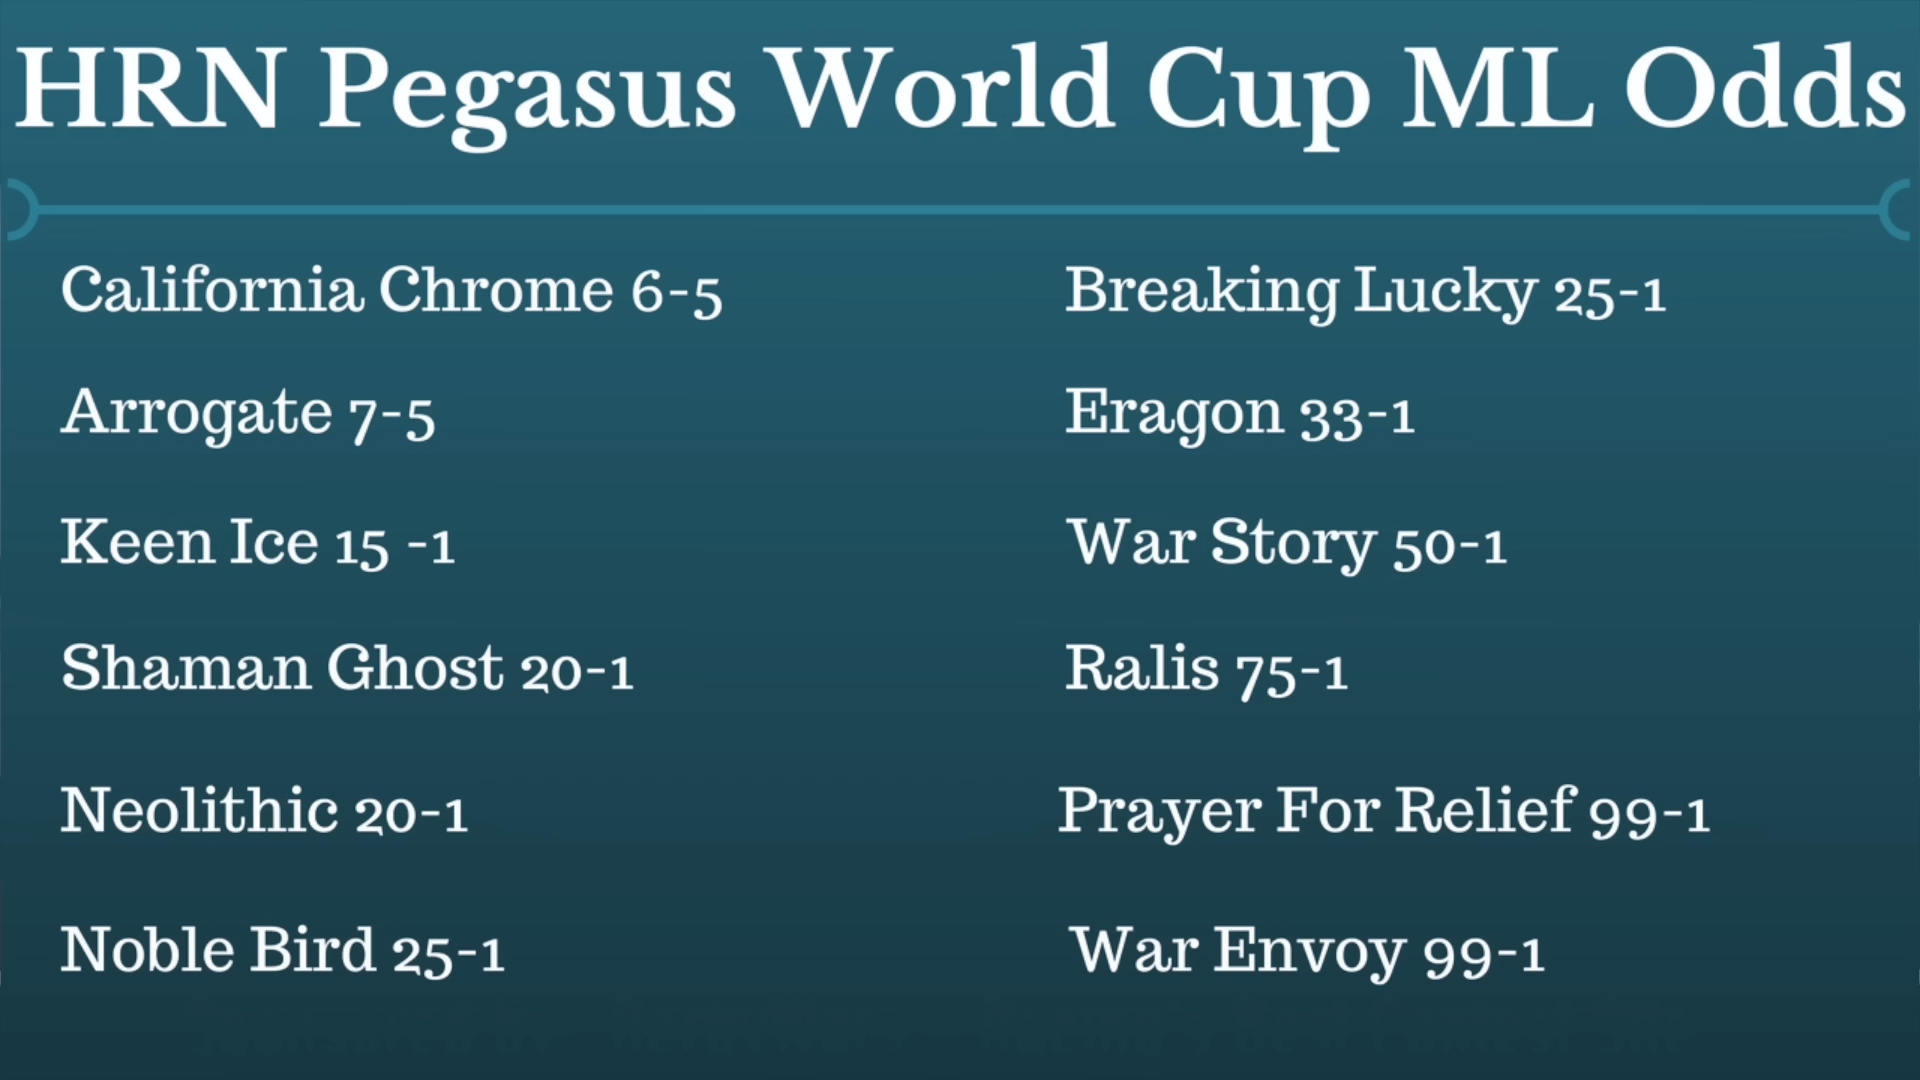 HRN Pegasus World Cup ML Odds
California Chrome 6-5
Arrogate 7-5
Keen Ice 15 -1
Shaman Ghost 20-1
Neolithic 20-1
Noble Bird 25-1
Breaking Lucky 25-1
Eragon 33-1
War Story 50-1
Ralis 75-1
Prayer For Relief 99-1
War Envoy 99-1